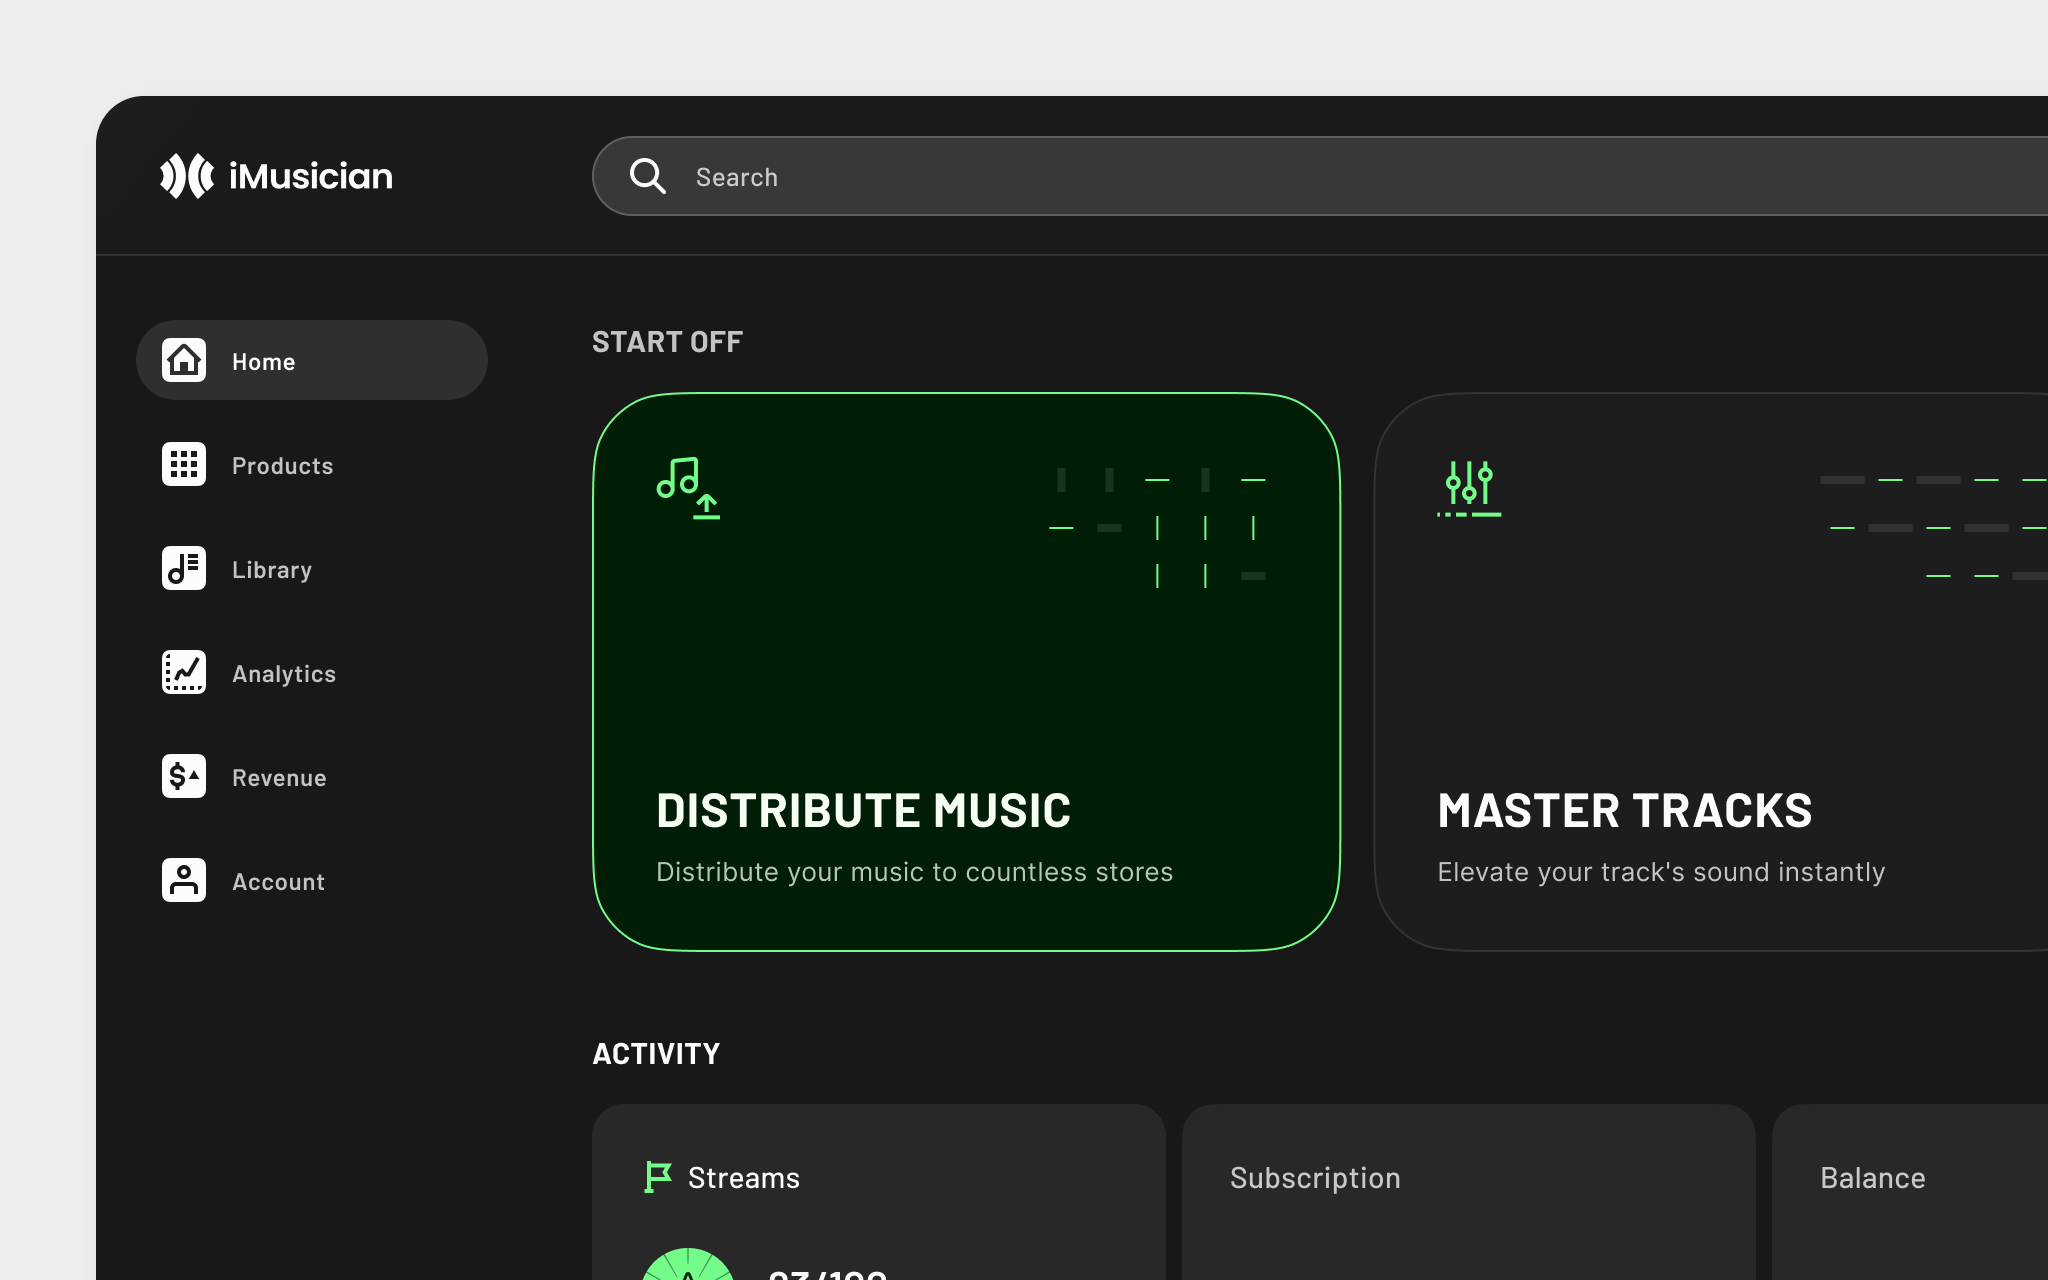 iMusician
Search
Home
Products
Library
Analytics
Revenue
Account
START OFF
DISTRIBUTE MUSIC
Distribute your music to countless stores
MASTER TRACKS
Elevate your track's sound instantly
ACTIVITY
Streams
Subscription
Balance